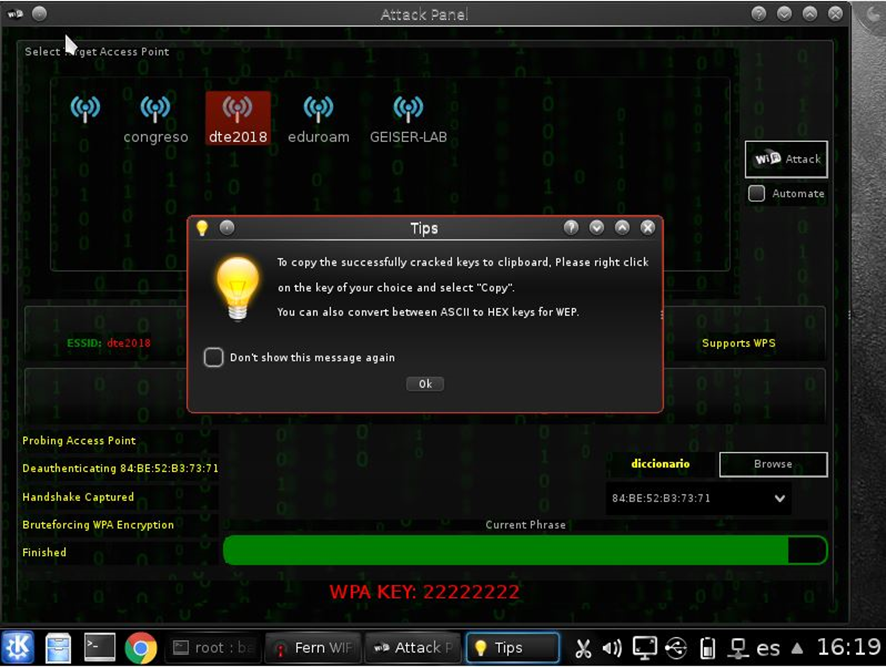 Attack Panel
Select Target Access Point
congreso
dte2018
eduroam
GEISER-LAB
WiFi Attack
Automate
Tips
To copy the successfully cracked keys to clipboard, Please right click
on the key of your choice and select "Copy".
You can also convert between ASCII to HEX keys for WEP.
Don't show this message again
Ok
ESSID: dte2018
Supports WPS
Probing Access Point
Deauthenticating 84:BE:52:B3:73:71
Handshake Captured
Bruteforcing WPA Encryption
Finished
diccionario
Browse
84:BE:52:B3:73:71
Current Phrase
WPA KEY: 22222222
root : ba
Fern WIF
Attack P
Tips
es
16:19